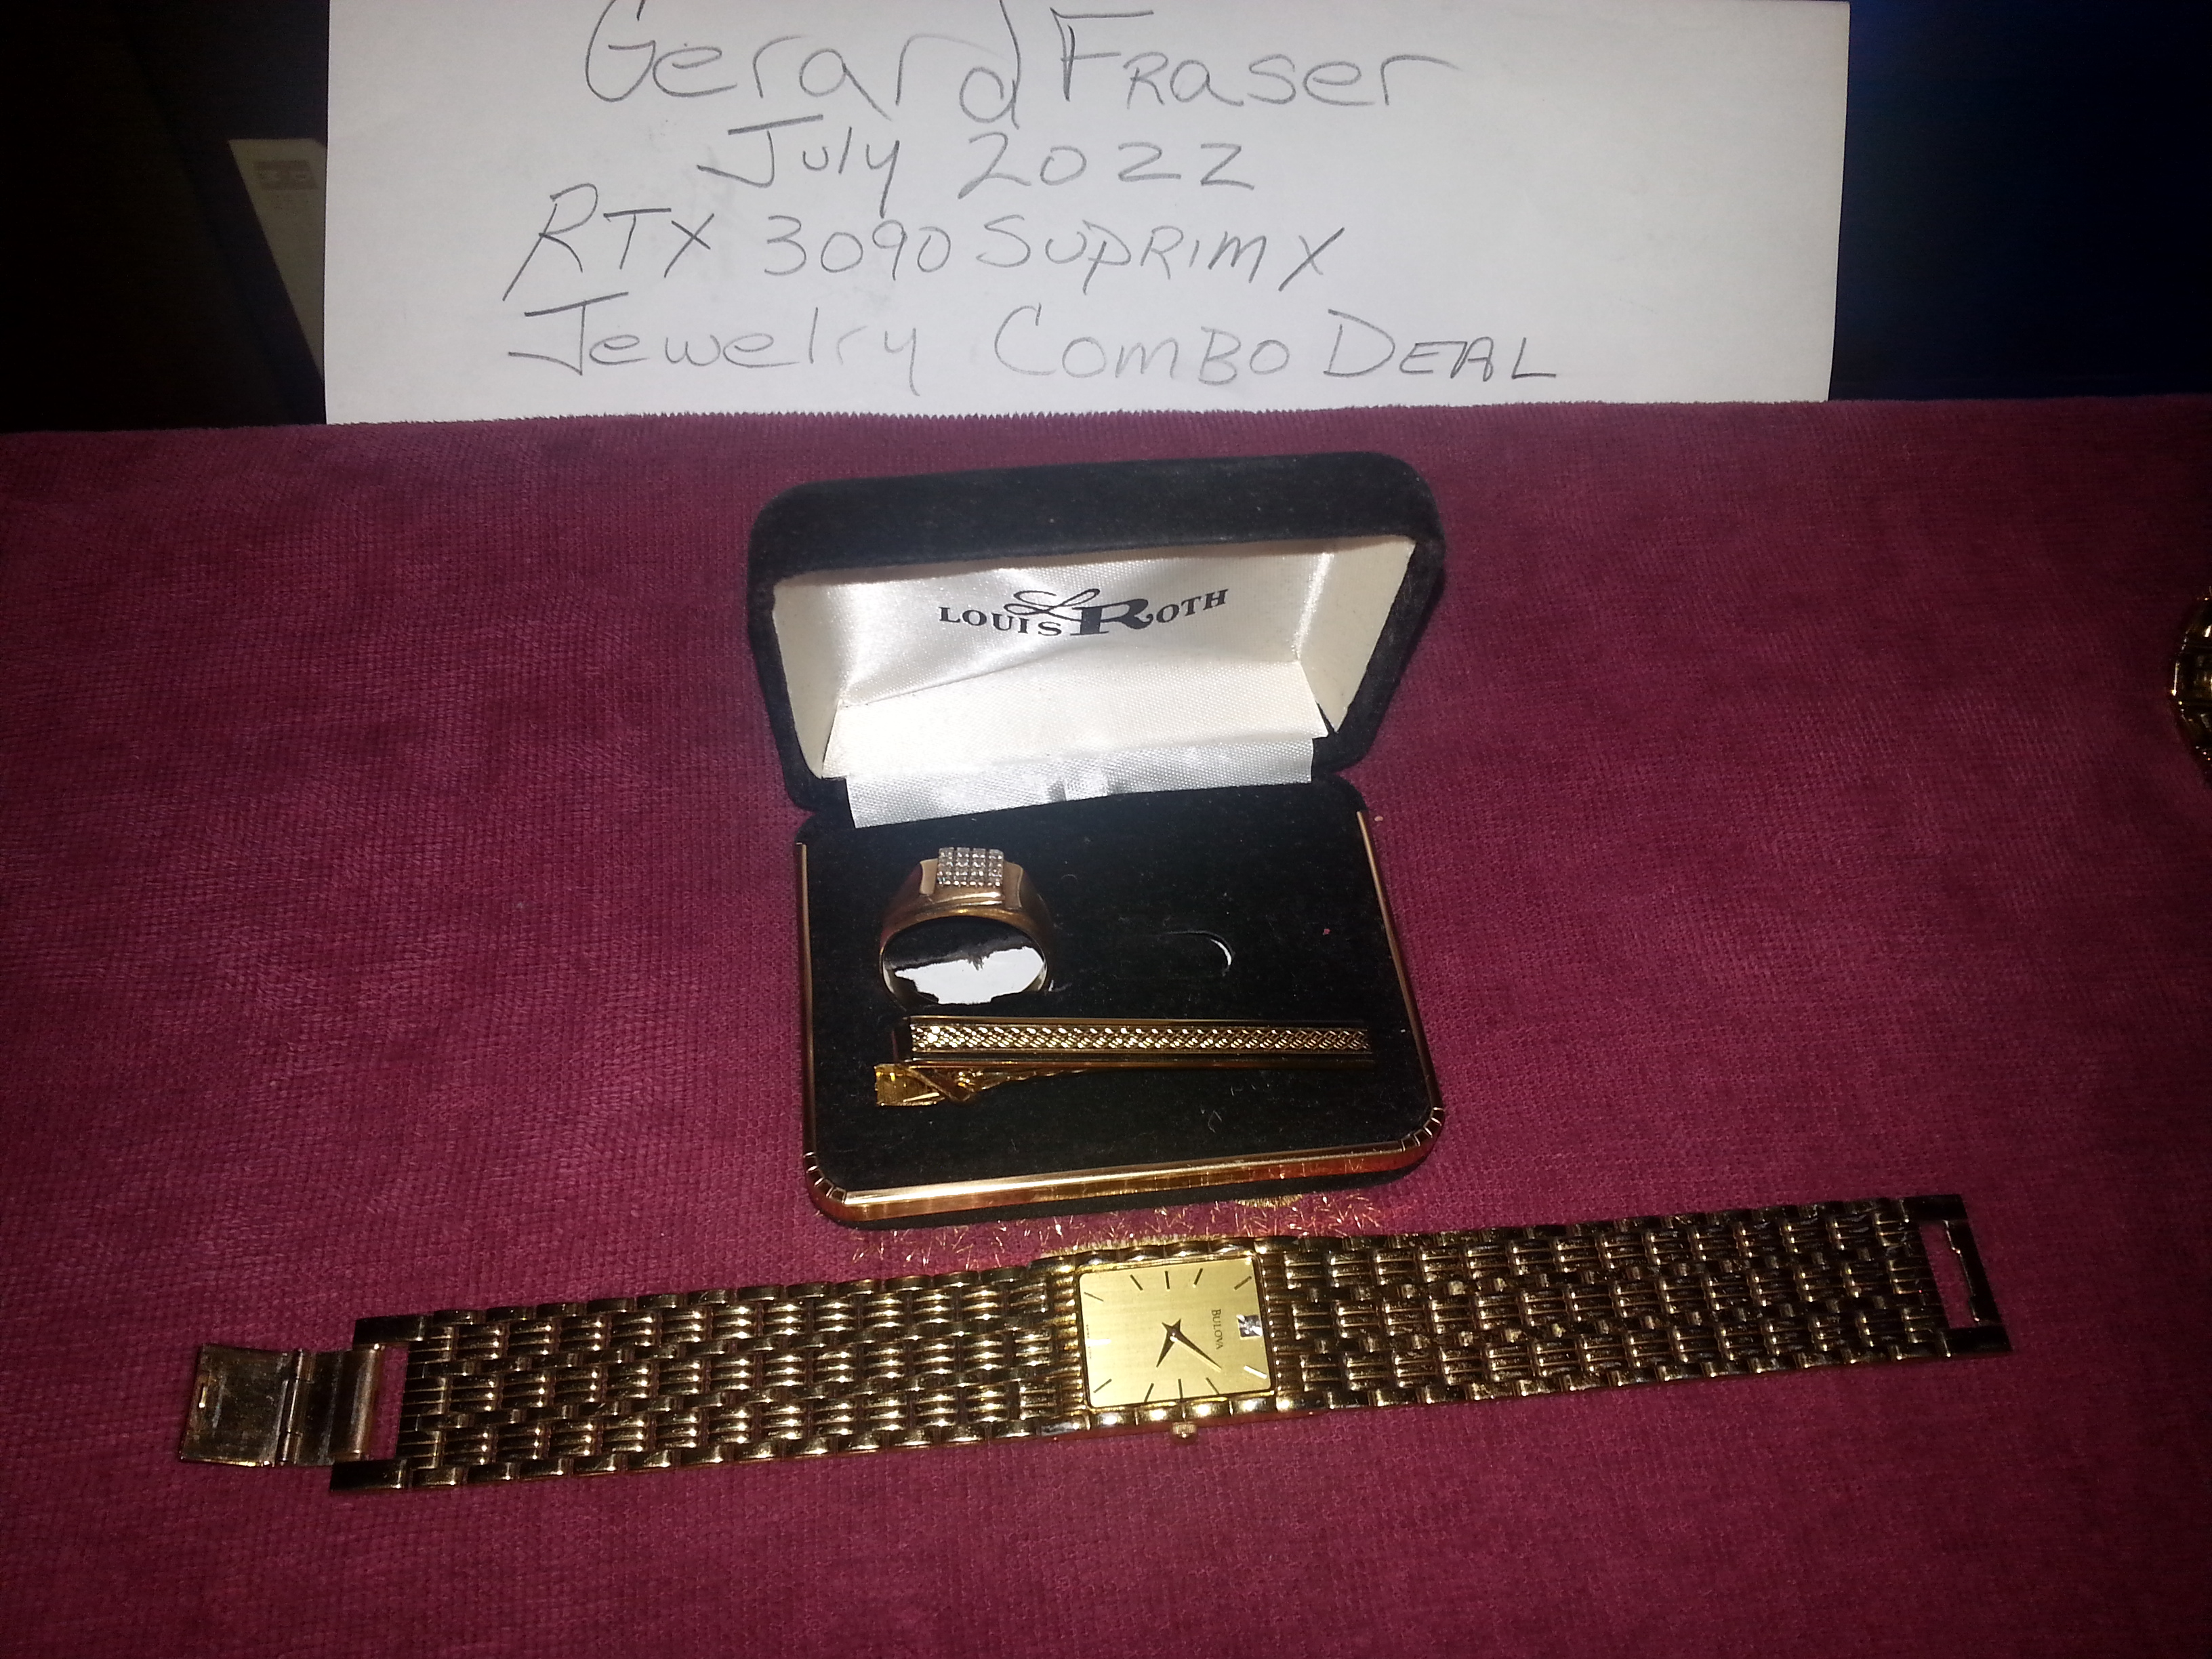 Gerard Fraser
July 2022
RTX 3090 SUPRIM X
Jewelry Combo Deal
LOUIS ROTH
BULOVA